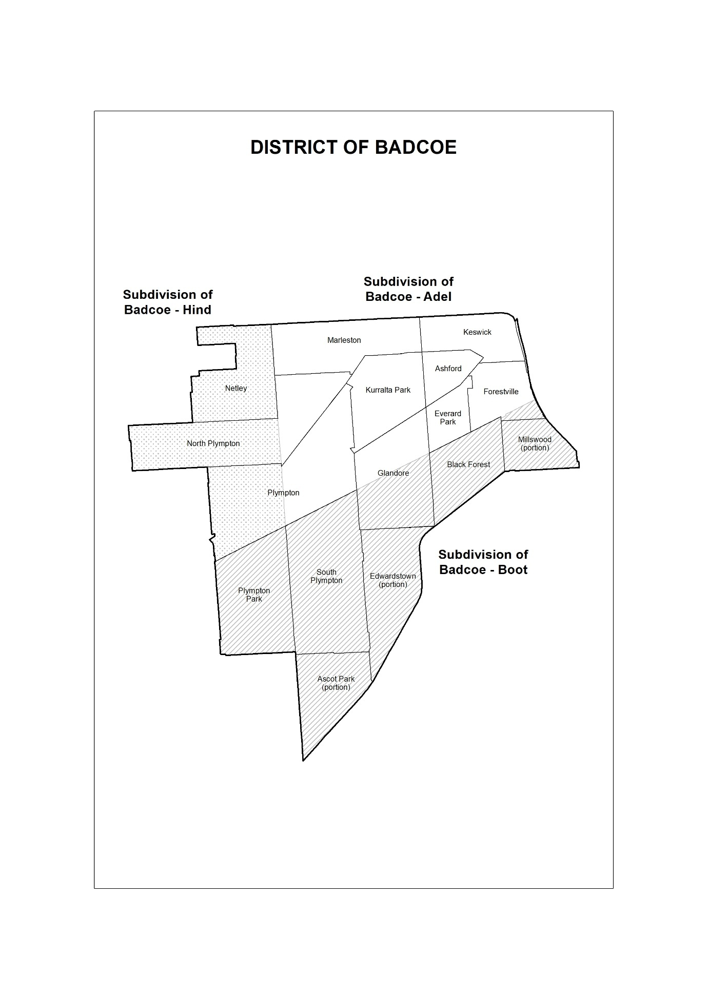 DISTRICT OF BADCOE
Subdivision of
Badcoe - Adel
Subdivision of
Badcoe - Hind
Keswick
Marleston
Ashford
Netley
Kurralta Park
Forestville
Everard
Park
North Plympton
Millswood
(portion)
Black Forest
Glandore
Plympton
Subdivision of
Badcoe - Boot
South
Plympton
Edwardstown
(portion)
Plympton
Park
Ascot Park
(portion)